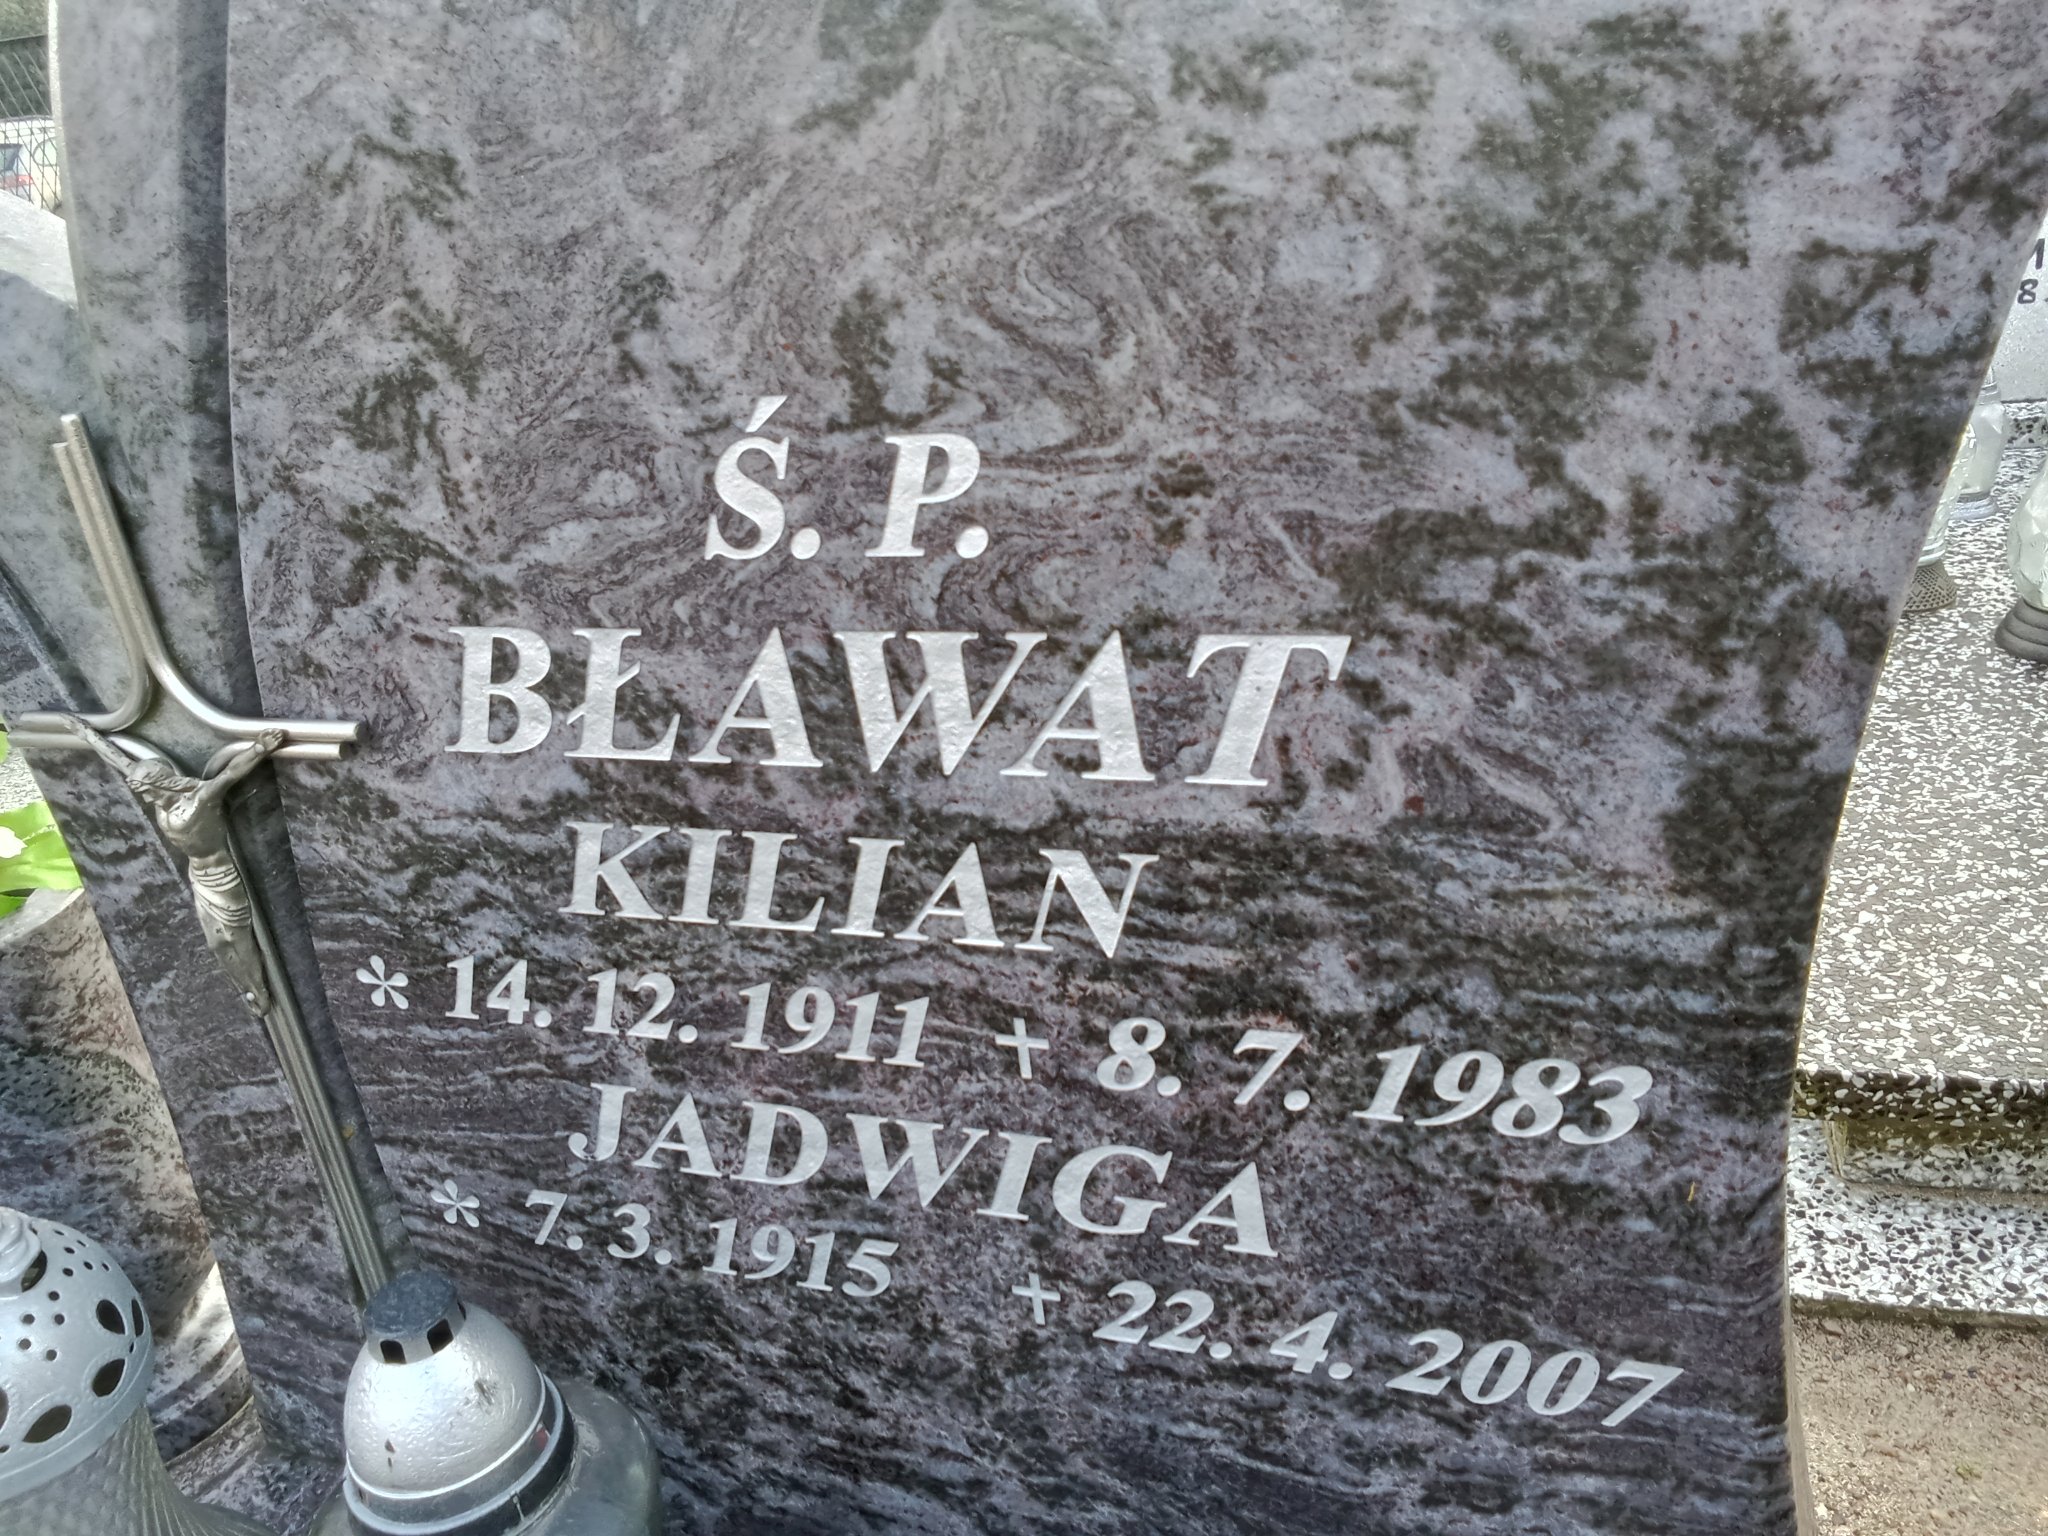 Ś. P.
BŁAWAT
KILIAN
* 14. 12. 1911 + 8. 7. 1983
JADWIGA
* 7. 3. 1915 + 22. 4. 2007